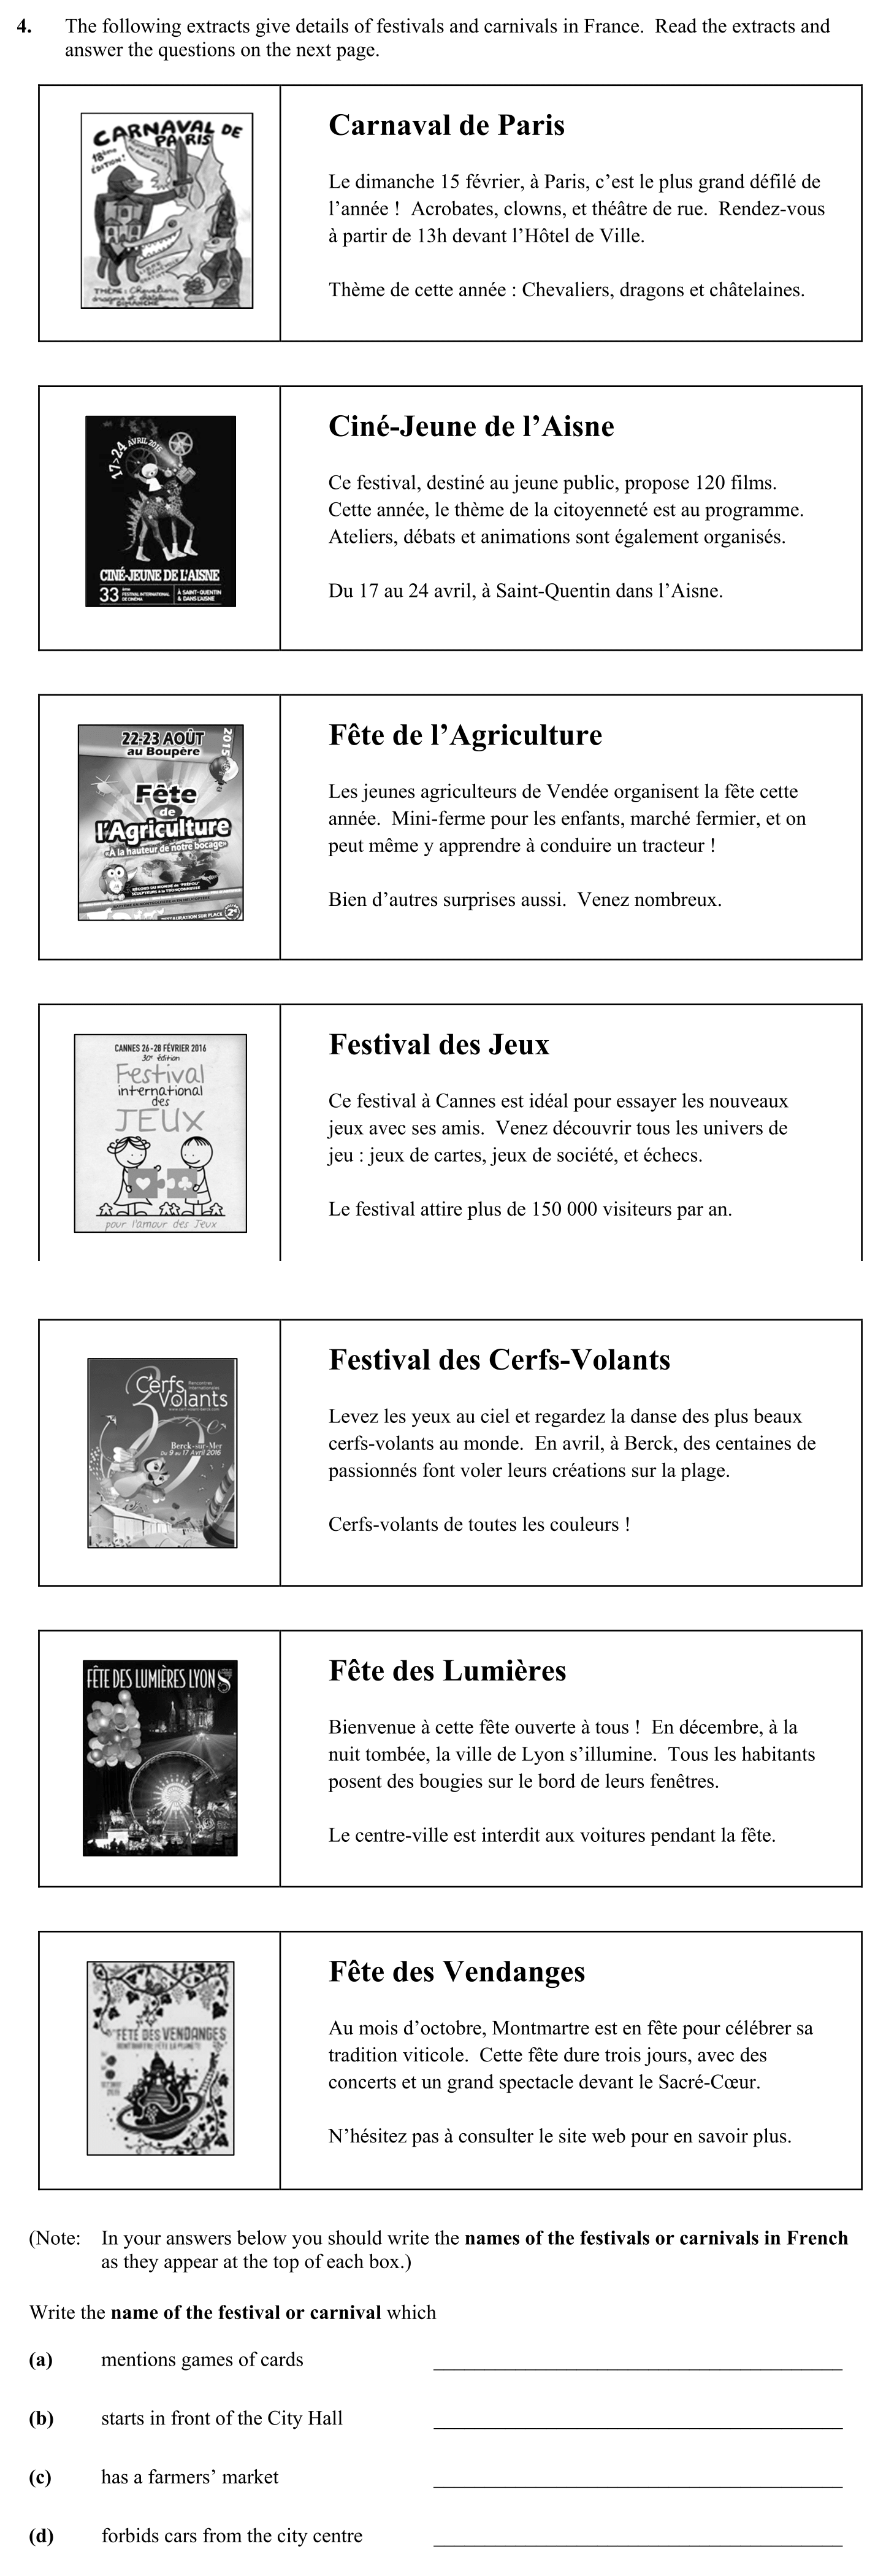 4. The following extracts give details of festivals and carnivals in France. Read the extracts and
answer the questions on the next page.
CARNAVAL DE
PARIS
18ème
ÉDITION!
Carnaval de Paris
Le dimanche 15 février, à Paris, c’est le plus grand défilé de
l’année ! Acrobates, clowns, et théâtre de rue. Rendez-vous
à partir de 13h devant l’Hôtel de Ville.
Thème de cette année : Chevaliers, dragons et châtelaines.
17>24 AVRIL 2015
CINÉ-JEUNE DE L'AISNE
33 ème FESTIVAL INTERNATIONAL DE CINÉMA
À SAINT-QUENTIN
& DANS L'AISNE
Ciné-Jeune de l’Aisne
Ce festival, destiné au jeune public, propose 120 films.
Cette année, le thème de la citoyenneté est au programme.
Ateliers, débats et animations sont également organisés.
Du 17 au 24 avril, à Saint-Quentin dans l’Aisne.
22-23 AOÛT
2015
au Boupère
Fête
de
l'Agriculture
«A la hauteur de notre bocage»
Fête de l’Agriculture
Les jeunes agriculteurs de Vendée organisent la fête cette
année. Mini-ferme pour les enfants, marché fermier, et on
peut même y apprendre à conduire un tracteur !
Bien d’autres surprises aussi. Venez nombreux.
CANNES 26-28 FÉVRIER 2016
30e édition
Festival
international
des
JEUX
pour l'amour des Jeux
Festival des Jeux
Ce festival à Cannes est idéal pour essayer les nouveaux
jeux avec ses amis. Venez découvrir tous les univers de
jeu : jeux de cartes, jeux de société, et échecs.
Le festival attire plus de 150 000 visiteurs par an.
Cerfs
Rencontres
Internationales
Volants
Berck-sur-Mer
Du 9 au 17 Avril 2016
Festival des Cerfs-Volants
Levez les yeux au ciel et regardez la danse des plus beaux
cerfs-volants au monde. En avril, à Berck, des centaines de
passionnés font voler leurs créations sur la plage.
Cerfs-volants de toutes les couleurs !
FÊTE DES LUMIÈRES LYON 8
Fête des Lumières
Bienvenue à cette fête ouverte à tous ! En décembre, à la
nuit tombée, la ville de Lyon s’illumine. Tous les habitants
posent des bougies sur le bord de leurs fenêtres.
Le centre-ville est interdit aux voitures pendant la fête.
FÊTE DES VENDANGES
Fête des Vendanges
Au mois d’octobre, Montmartre est en fête pour célébrer sa
tradition viticole. Cette fête dure trois jours, avec des
concerts et un grand spectacle devant le Sacré-Cœur.
N’hésitez pas à consulter le site web pour en savoir plus.
(Note: In your answers below you should write the names of the festivals or carnivals in French
as they appear at the top of each box.)
Write the name of the festival or carnival which
(a) mentions games of cards
(b) starts in front of the City Hall
(c) has a farmers’ market
(d) forbids cars from the city centre